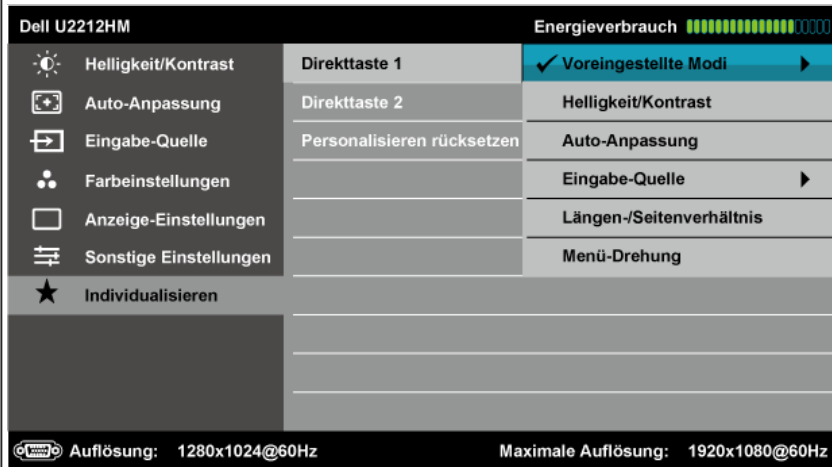 Dell U2212HM Energieverbrauch
Helligkeit/Kontrast Direkttaste 1 Voreingestellte Modi
Auto-Anpassung Direkttaste 2 Helligkeit/Kontrast
Eingabe-Quelle Personalisieren rücksetzen Auto-Anpassung
Farbeinstellungen Eingabe-Quelle
Anzeige-Einstellungen Längen-/Seitenverhältnis
Sonstige Einstellungen Menü-Drehung
Individualisieren
Auflösung: 1280x1024@60Hz Maximale Auflösung: 1920x1080@60Hz